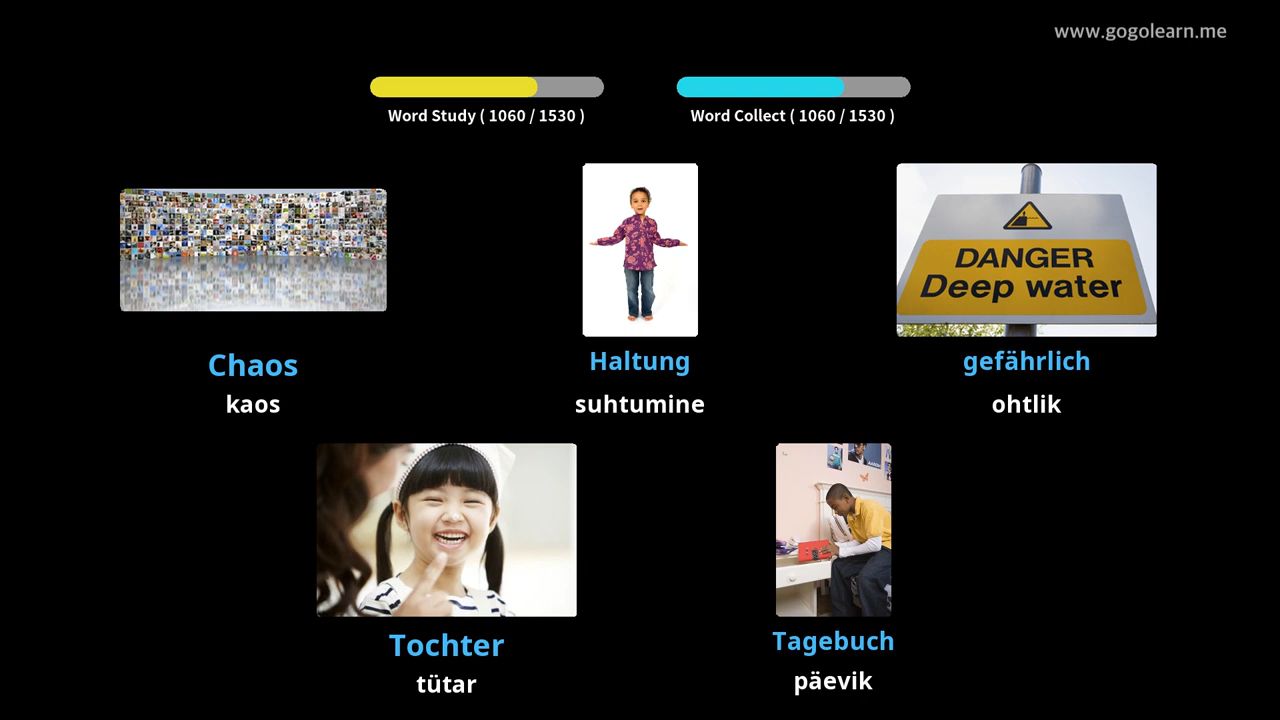 www.gogolearn.me
Word Study ( 1060 / 1530 )
Word Collect ( 1060 / 1530 )
DANGER
Deep water
Chaos
kaos
Haltung
suhtumine
gefährlich
ohtlik
Tochter
tütar
Tagebuch
päevik